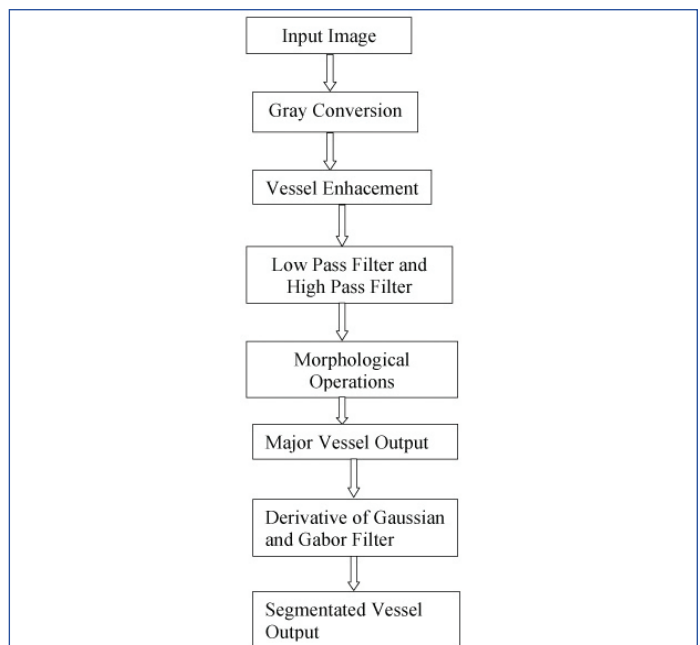 Input Image
Gray Conversion
Vessel Enhacement
Low Pass Filter and
High Pass Filter
Morphological
Operations
Major Vessel Output
Derivative of Gaussian
and Gabor Filter
Segmentated Vessel
Output